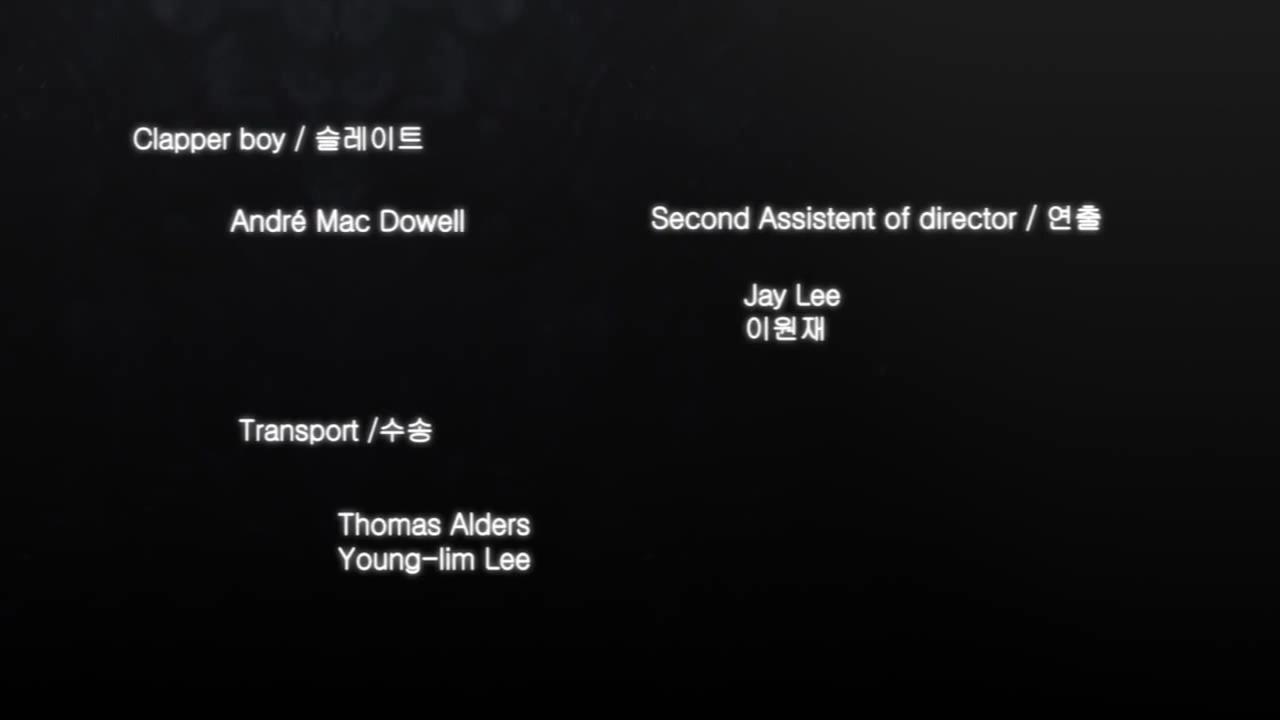 Clapper boy / 슬레이트
André Mac Dowell
Second Assistent of director / 연출
Jay Lee
이원재
Transport /수송
Thomas Alders
Young-lim Lee